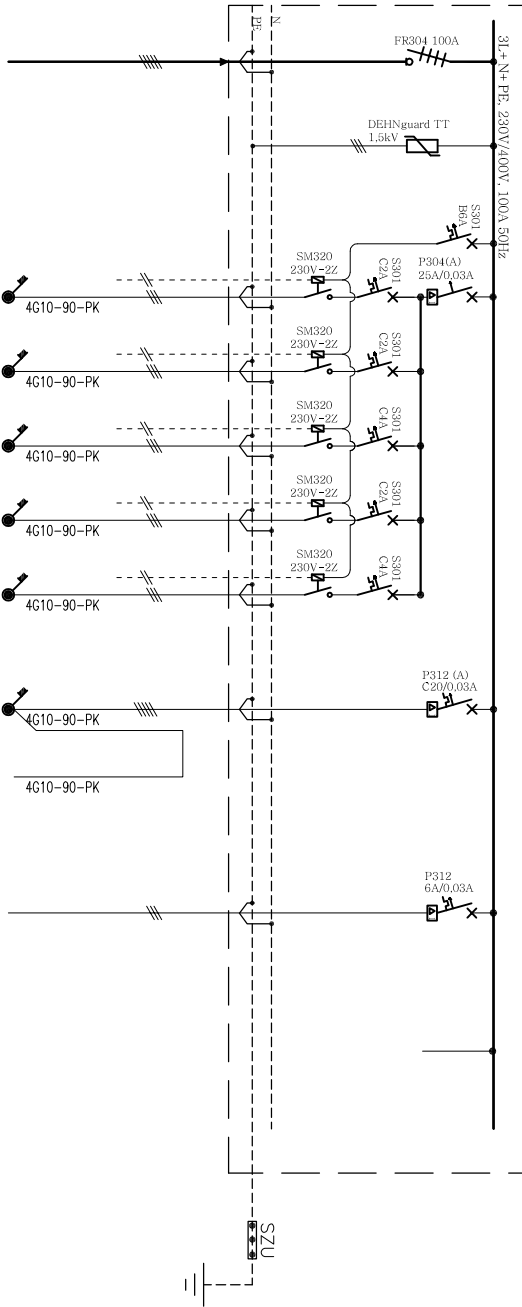 PE
N
3L+ N+ PE, 230V/400V, 100A 50Hz
FR304 100A
DEHNguard TT
1,5kV
S301
B6A
P304(A)
25A/0,03A
SM320
230V-2Z
S301
C2A
4G10-90-PK
SM320
230V-2Z
S301
C2A
4G10-90-PK
SM320
230V-2Z
S301
C4A
4G10-90-PK
SM320
230V-2Z
S301
C2A
4G10-90-PK
SM320
230V-2Z
S301
C4A
4G10-90-PK
P312 (A)
C20/0,03A
4G10-90-PK
4G10-90-PK
P312
6A/0,03A
SZU